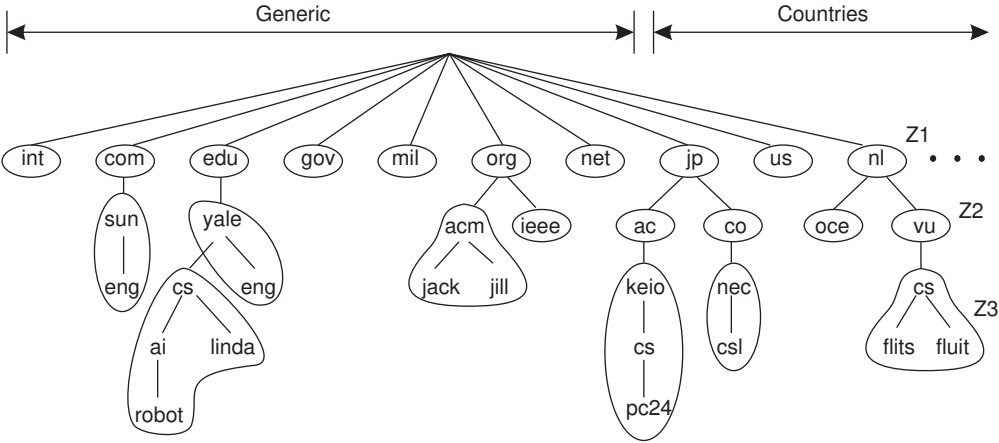 Generic Countries
int com edu gov mil org net jp us nl Z1 • • •
sun yale acm ieee ac co oce vu Z2
eng cs eng jack jill keio nec cs Z3
ai linda cs csl flits fluit
robot pc24